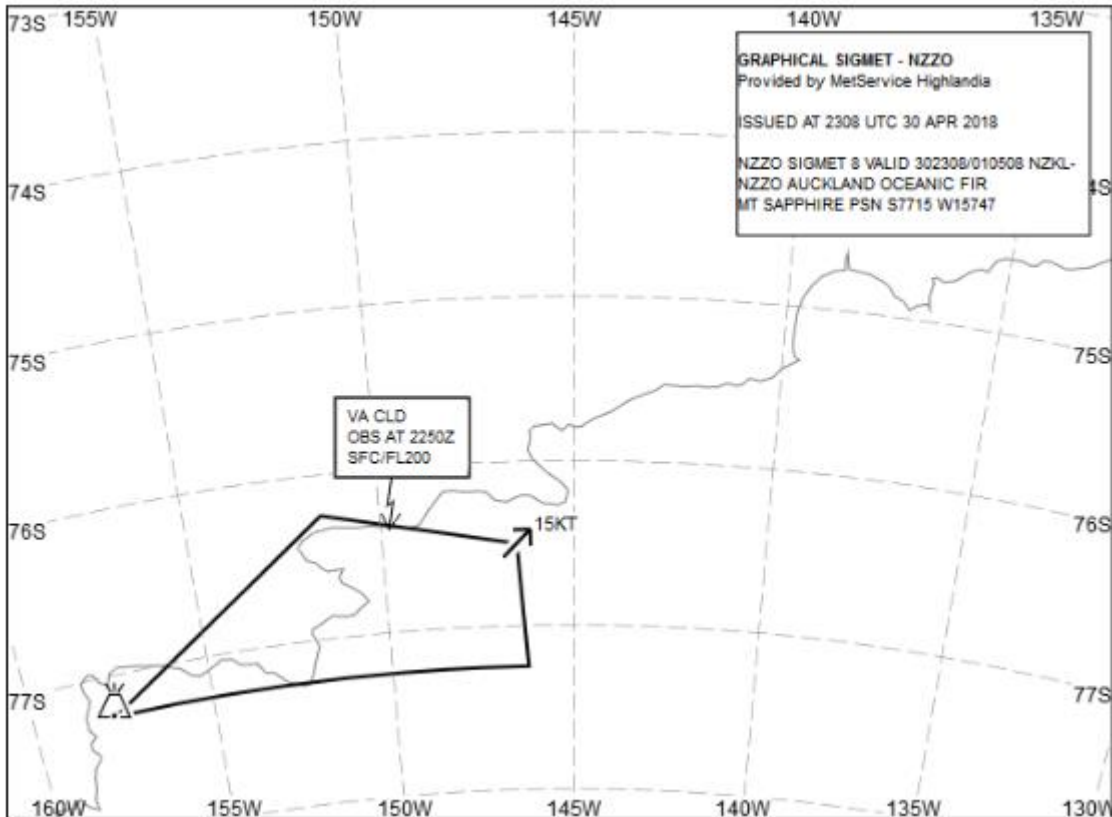 155W 150W 145W 140W 135W
73S
GRAPHICAL SIGMET - NZZO
Provided by MetService Highlandia
ISSUED AT 2308 UTC 30 APR 2018
NZZO SIGMET 8 VALID 302308/010508 NZKL-
NZZO AUCKLAND OCEANIC FIR
MT SAPPHIRE PSN S7715 W15747
74S 4S
75S 75S
VA CLD
OBS AT 2250Z
SFC/FL200
76S 15KT 76S
77S 77S
160W 155W 150W 145W 140W 135W 130W